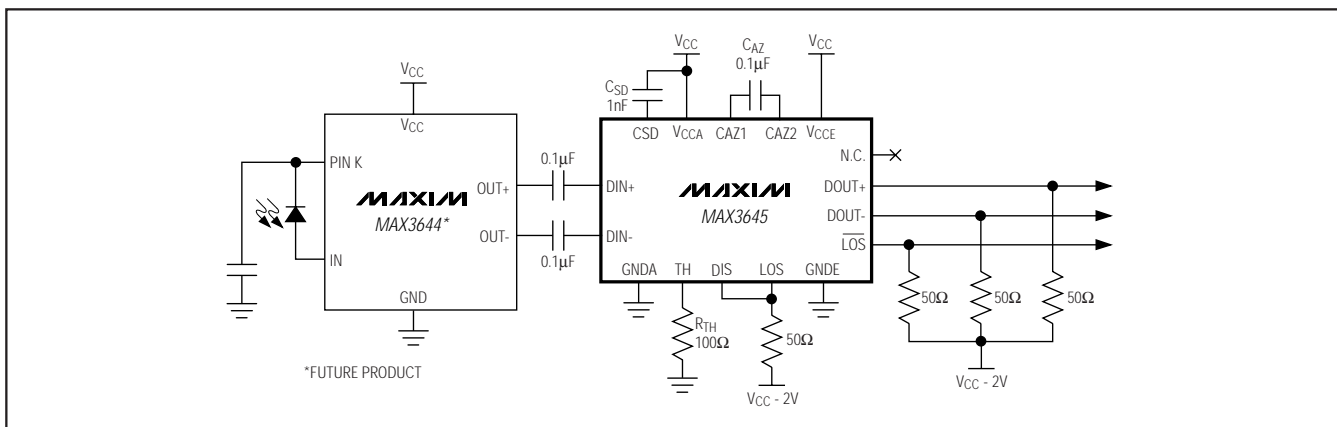 VCC
VCC
PIN K
IN
GND
MAXIM
MAX3644*
OUT+
OUT-
0.1µF
0.1µF
*FUTURE PRODUCT
VCC
CSD
1nF
CAZ
0.1µF
VCC
CSD
VCCA
CAZ1
CAZ2
VCCE
DIN+
DIN-
MAXIM
MAX3645
N.C.
DOUT+
DOUT-
LOS
GNDA
TH
DIS
LOS
GNDE
RTH
100Ω
50Ω
VCC - 2V
50Ω
50Ω
50Ω
VCC - 2V